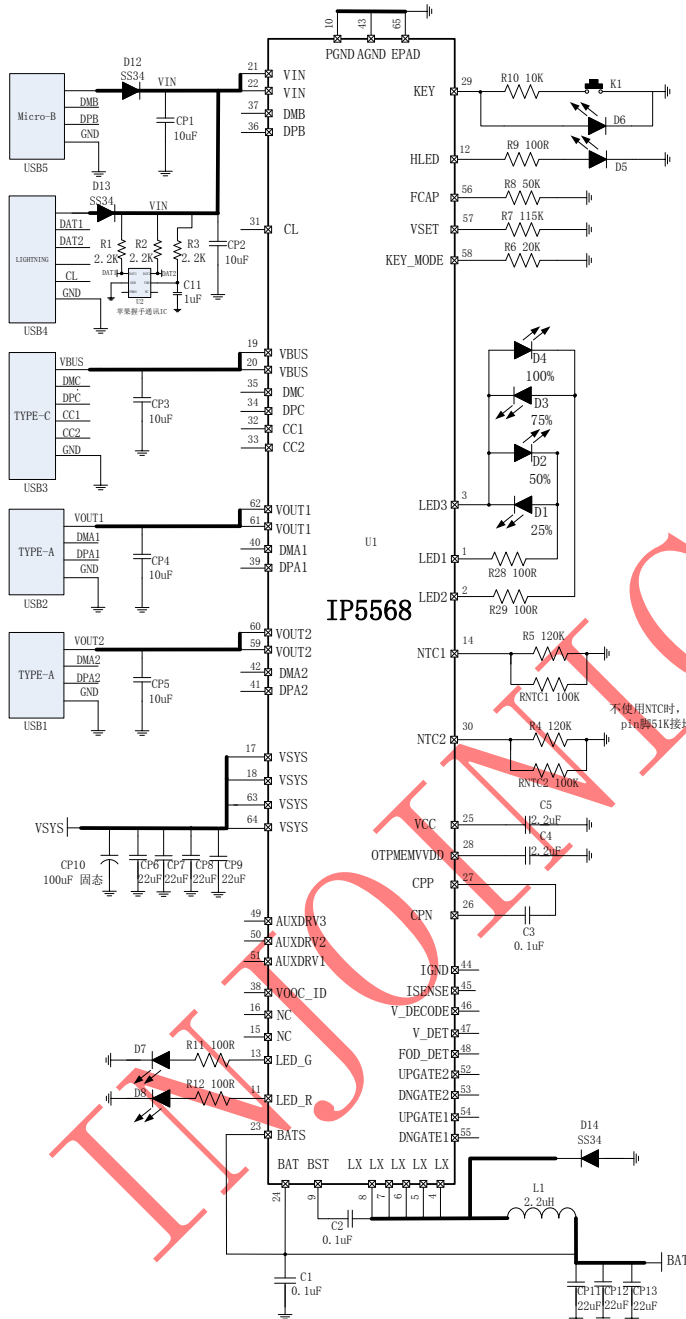 10
43
65
PGND AGND EPAD
D12
SS34
VIN
21
VIN
22
VIN
37
DMB
36
DPB
Micro-B
DMB
DPB
GND
USB5
CP1
10uF
29
KEY
R10 10K
K1
D6
12
HLED
R9 100R
D5
56
FCAP
R8 50K
57
VSET
R7 115K
58
KEY_MODE
R6 20K
D13
SS34
VIN
LIGHTNING
DAT1
DAT2
CL
GND
USB4
R1
2.2K
R2
2.2K
R3
2.2K
DAT1
DAT2
U2
苹果握手通讯IC
C11
1uF
CP2
10uF
31
CL
19
VBUS
20
VBUS
35
DMC
34
DPC
32
CC1
33
CC2
TYPE-C
VBUS
DMC
DPC
CC1
CC2
GND
USB3
CP3
10uF
D4
100%
D3
75%
D2
50%
D1
25%
3
LED3
1
LED1
R28 100R
2
LED2
R29 100R
62
VOUT1
61
VOUT1
40
DMA1
39
DPA1
TYPE-A
VOUT1
DMA1
DPA1
GND
USB2
CP4
10uF
U1
IP5568
60
VOUT2
59
VOUT2
42
DMA2
41
DPA2
TYPE-A
VOUT2
DMA2
DPA2
GND
USB1
CP5
10uF
14
NTC1
R5 120K
RNTC1 100K
不使用NTC时,
pin脚51K接
30
NTC2
R4 120K
RNTC2 100K
17
VSYS
18
VSYS
63
VSYS
64
VSYS
VSYS
CP10
100uF 固态
CP6
22uF
CP7
22uF
CP8
22uF
CP9
22uF
25
VCC
C5
2.2uF
28
OTPMEMVVDD
C4
2.2uF
27
CPP
26
CPN
C3
0.1uF
49
AUXDRV3
50
AUXDRV2
51
AUXDRV1
38
VOOC_ID
16
NC
15
NC
13
LED_G
11
LED_R
23
BATS
D7
R11 100R
D8
R12 100R
44
IGND
45
ISENSE
46
V_DECODE
47
V_DET
48
FOD_DET
52
UPGATE2
53
DNGATE2
54
UPGATE1
55
DNGATE1
BAT BST LX LX LX LX LX
24
9
8
7
6
5
4
D14
SS34
L1
2.2uH
C2
0.1uF
C1
0.1uF
BAT
CP11
22uF
CP12
22uF
CP13
22uF
INJOINIC